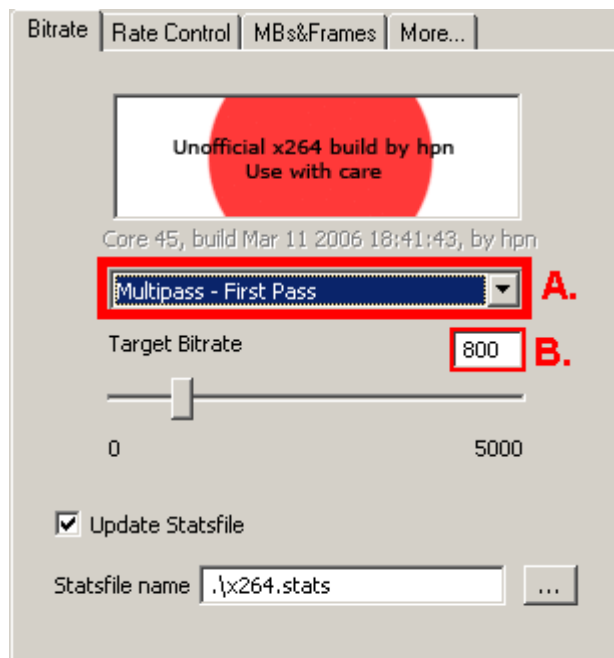 Bitrate Rate Control MBs&Frames More...
Unofficial x264 build by hpn
Use with care
Core 45, build Mar 11 2006 18:41:43, by hpn
Multipass - First Pass A.
Target Bitrate 800 B.
0 5000
Update Statsfile
Statsfile name .\x264.stats ...